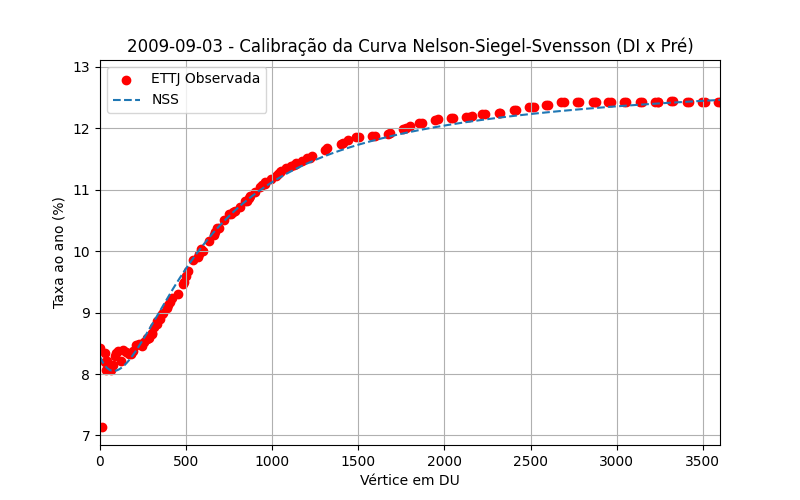 2009-09-03 - Calibração da Curva Nelson-Siegel-Svensson (DI x Pré)
ETTJ Observada
NSS
Taxa ao ano (%)
13
12
11
10
9
8
7
0 500 1000 1500 2000 2500 3000 3500
Vértice em DU